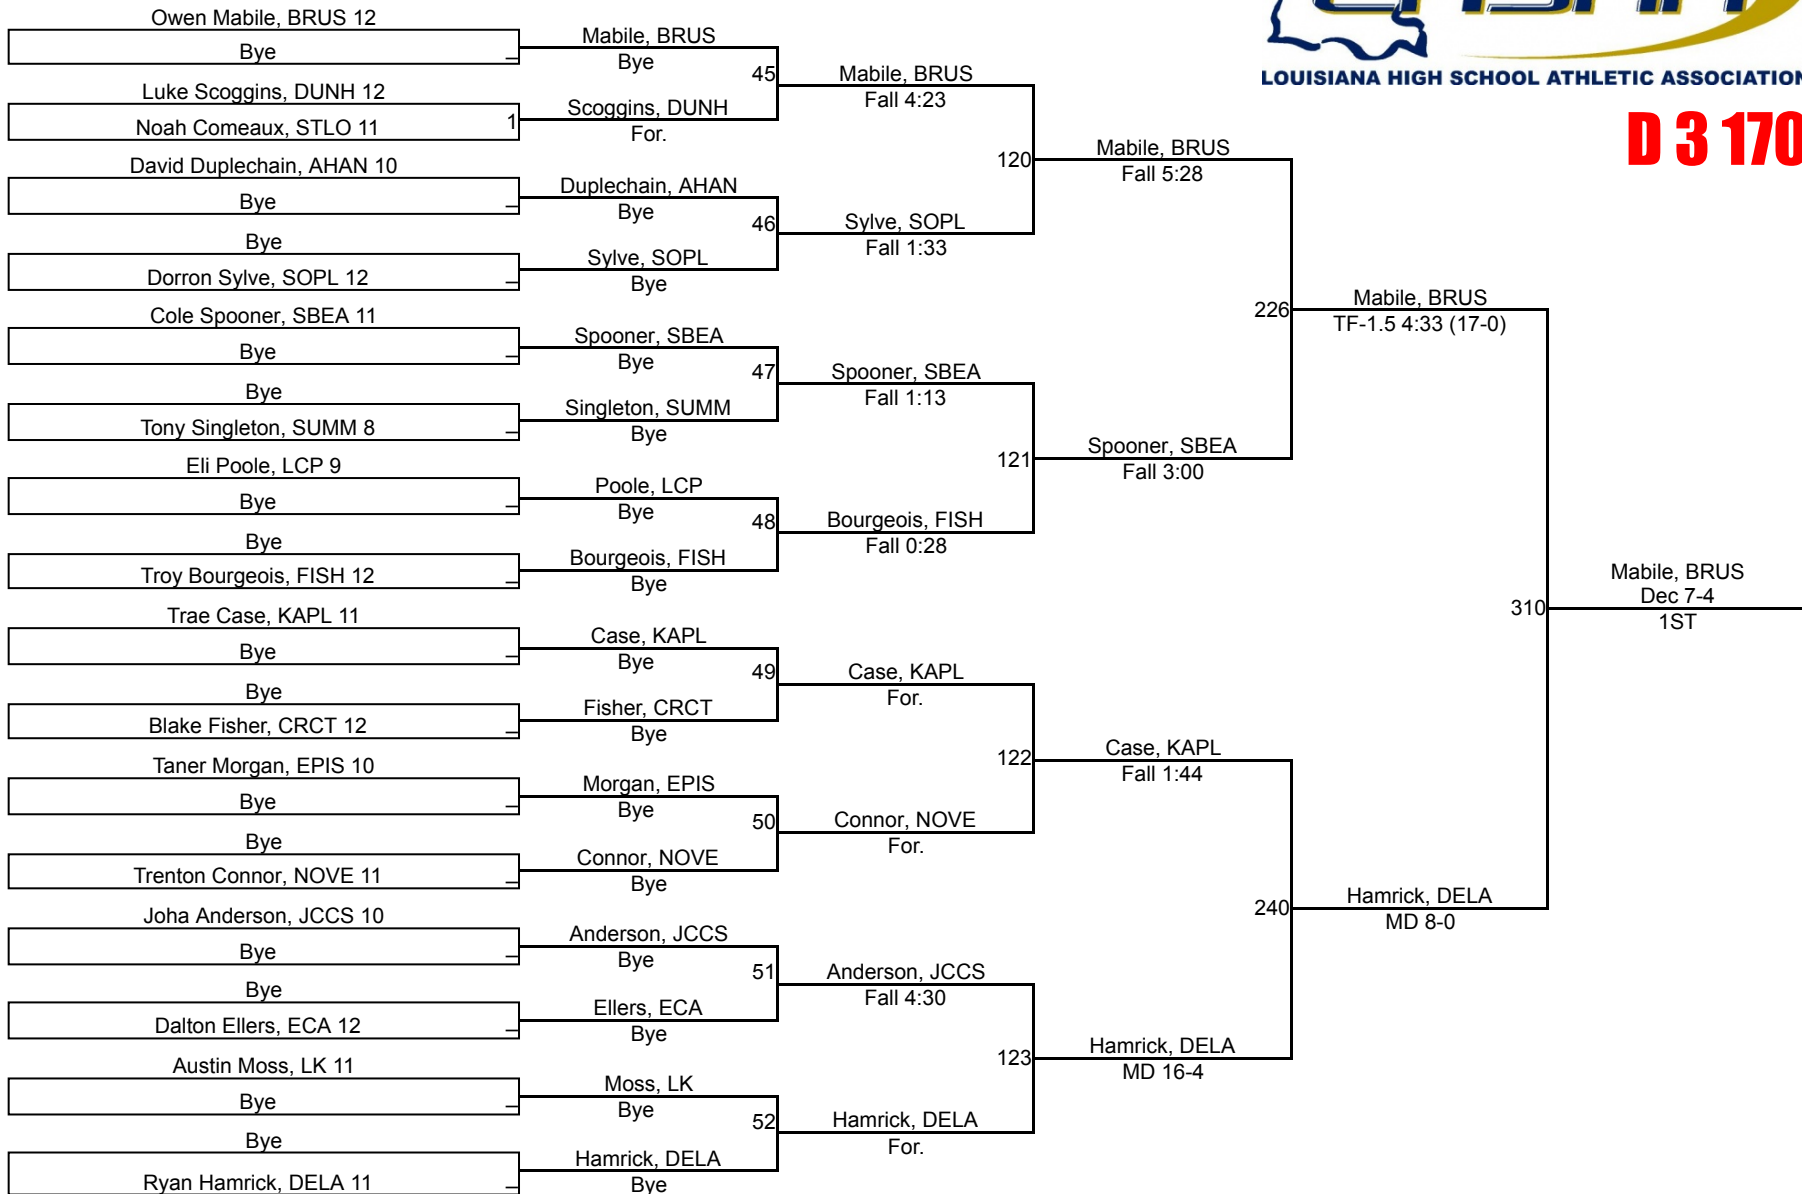 LOUISIANA HIGH SCHOOL ATHLETIC ASSOCIATION
D 3 170
Owen Mabile, BRUS 12
Bye
Luke Scoggins, DUNH 12
Noah Comeaux, STLO 11
1
David Duplechain, AHAN 10
Bye
Bye
Dorron Sylve, SOPL 12
Cole Spooner, SBEA 11
Bye
Bye
Tony Singleton, SUMM 8
Eli Poole, LCP 9
Bye
Bye
Troy Bourgeois, FISH 12
Trae Case, KAPL 11
Bye
Bye
Blake Fisher, CRCT 12
Taner Morgan, EPIS 10
Bye
Bye
Trenton Connor, NOVE 11
Joha Anderson, JCCS 10
Bye
Bye
Dalton Ellers, ECA 12
Austin Moss, LK 11
Bye
Bye
Ryan Hamrick, DELA 11
Mabile, BRUS
Bye
45
Scoggins, DUNH
For.
Duplechain, AHAN
Bye
46
Sylve, SOPL
Bye
Spooner, SBEA
Bye
47
Singleton, SUMM
Bye
Poole, LCP
Bye
48
Bourgeois, FISH
Bye
Case, KAPL
Bye
49
Fisher, CRCT
Bye
Morgan, EPIS
Bye
50
Connor, NOVE
Bye
Anderson, JCCS
Bye
51
Ellers, ECA
Bye
Moss, LK
Bye
52
Hamrick, DELA
Bye
Mabile, BRUS
Fall 4:23
120
Sylve, SOPL
Fall 1:33
Spooner, SBEA
Fall 1:13
121
Bourgeois, FISH
Fall 0:28
Case, KAPL
For.
122
Connor, NOVE
For.
Anderson, JCCS
Fall 4:30
123
Hamrick, DELA
For.
Mabile, BRUS
Fall 5:28
226
Spooner, SBEA
Fall 3:00
Case, KAPL
Fall 1:44
240
Hamrick, DELA
MD 16-4
Mabile, BRUS
TF-1.5 4:33 (17-0)
310
Hamrick, DELA
MD 8-0
Mabile, BRUS
Dec 7-4
1ST